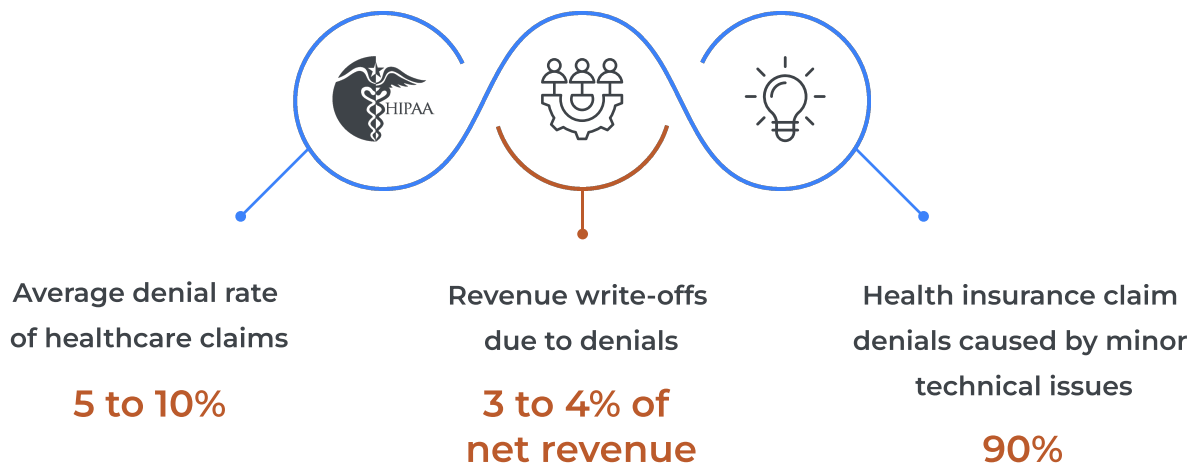 HIPAA
Average denial rate
of healthcare claims
5 to 10%
Revenue write-offs
due to denials
3 to 4% of
net revenue
Health insurance claim
denials caused by minor
technical issues
90%